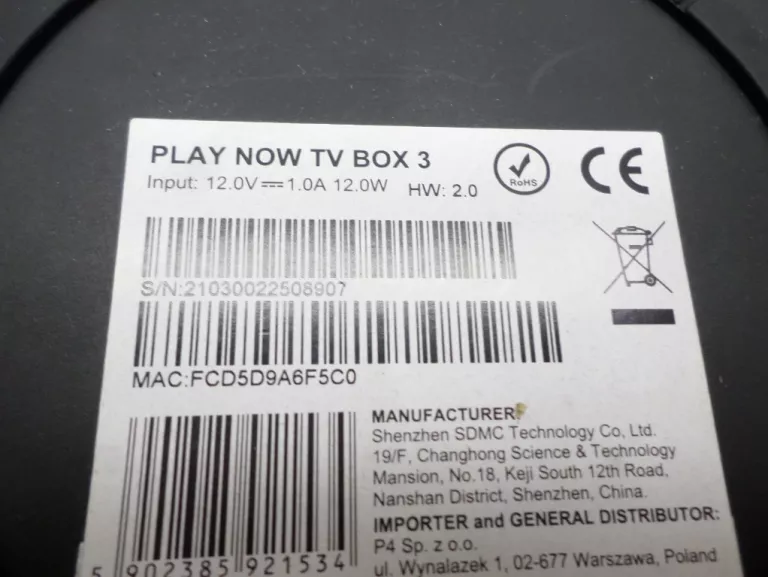 PLAY NOW TV BOX 3
Input: 12.0V⎓1.0A 12.0W HW: 2.0
RoHS
CE
S/N:21030022508907
MAC:FCD5D9A6F5C0
5 902385 921534
MANUFACTURER:
Shenzhen SDMC Technology Co, Ltd.
19/F, Changhong Science & Technology
Mansion, No.18, Keji South 12th Road,
Nanshan District, Shenzhen, China.
IMPORTER and GENERAL DISTRIBUTOR:
P4 Sp. z o.o.
ul. Wynalazek 1, 02-677 Warszawa, Poland